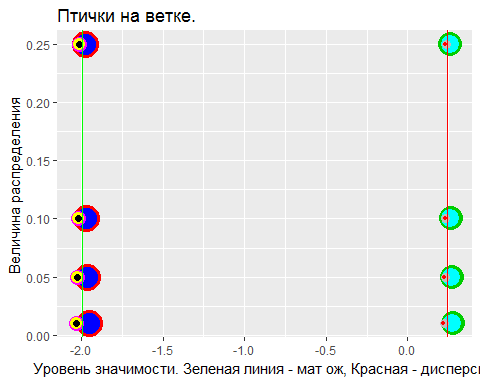 Птички на ветке.
Величина распределения
0.25
0.20
0.15
0.10
0.05
0.00
-2.0 -1.5 -1.0 -0.5 0.0
Уровень значимости. Зеленая линия - мат ож, Красная - дисперс